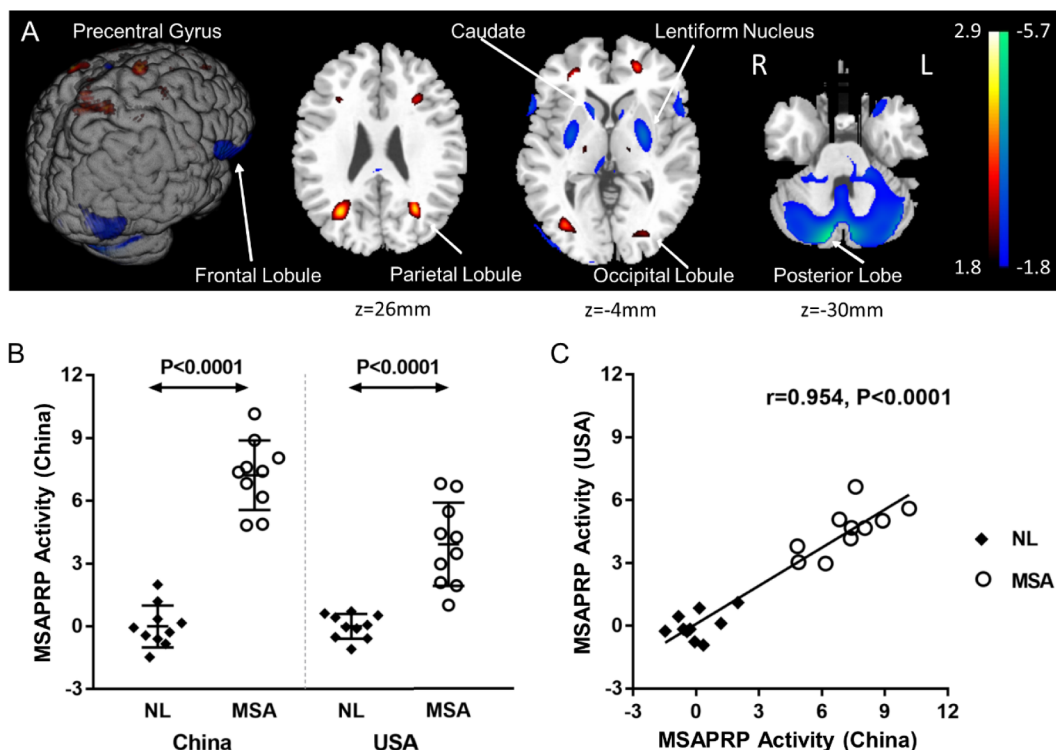 A
Precentral Gyrus
Caudate
Lentiform Nucleus
R
L
2.9
-5.7
Frontal Lobule
Parietal Lobule
Occipital Lobule
Posterior Lobe
1.8
-1.8
z=26mm
z=-4mm
z=-30mm
B
P<0.0001
P<0.0001
MSAPRP Activity (China)
12
9
6
3
0
-3
NL
MSA
NL
MSA
China
USA
C
r=0.954, P<0.0001
MSAPRP Activity (USA)
12
9
6
3
0
-3
NL
MSA
-3
0
3
6
9
12
MSAPRP Activity (China)